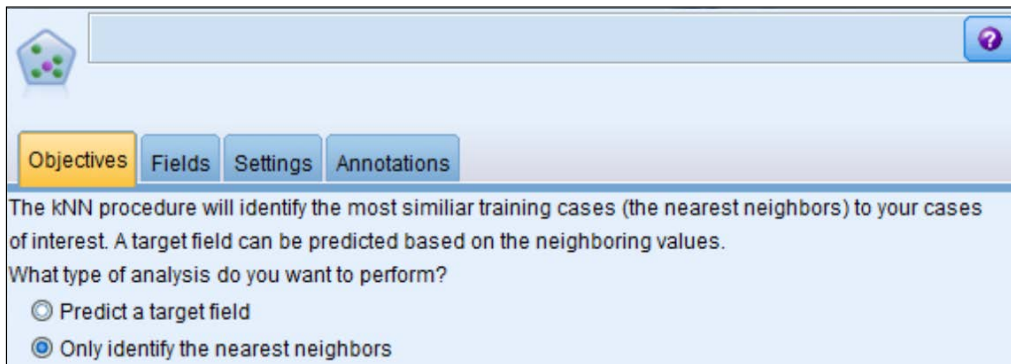 ?
Objectives Fields Settings Annotations
The kNN procedure will identify the most similiar training cases (the nearest neighbors) to your cases
of interest. A target field can be predicted based on the neighboring values.
What type of analysis do you want to perform?
Predict a target field
Only identify the nearest neighbors